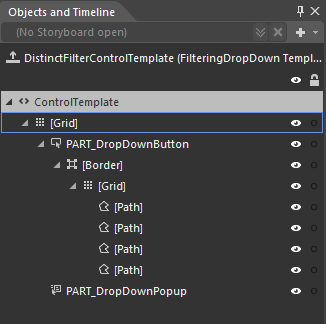 Objects and Timeline
(No Storyboard open)
DistinctFilterControlTemplate (FilteringDropDown Templ...
ControlTemplate
[Grid]
PART_DropDownButton
[Border]
[Grid]
[Path]
[Path]
[Path]
[Path]
PART_DropDownPopup